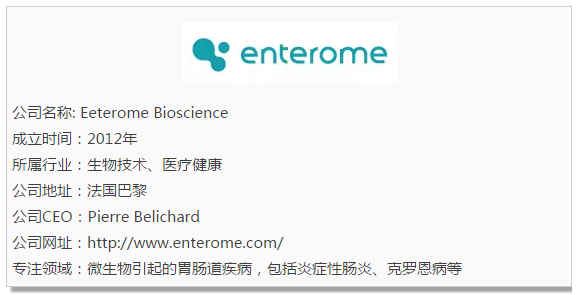 enterome
公司名称: Eeterome Bioscience
成立时间：2012年
所属行业：生物技术、医疗健康
公司地址：法国巴黎
公司CEO：Pierre Belichard
公司网址：http://www.enterome.com/
专注领域：微生物引起的胃肠道疾病，包括炎症性肠炎、克罗恩病等